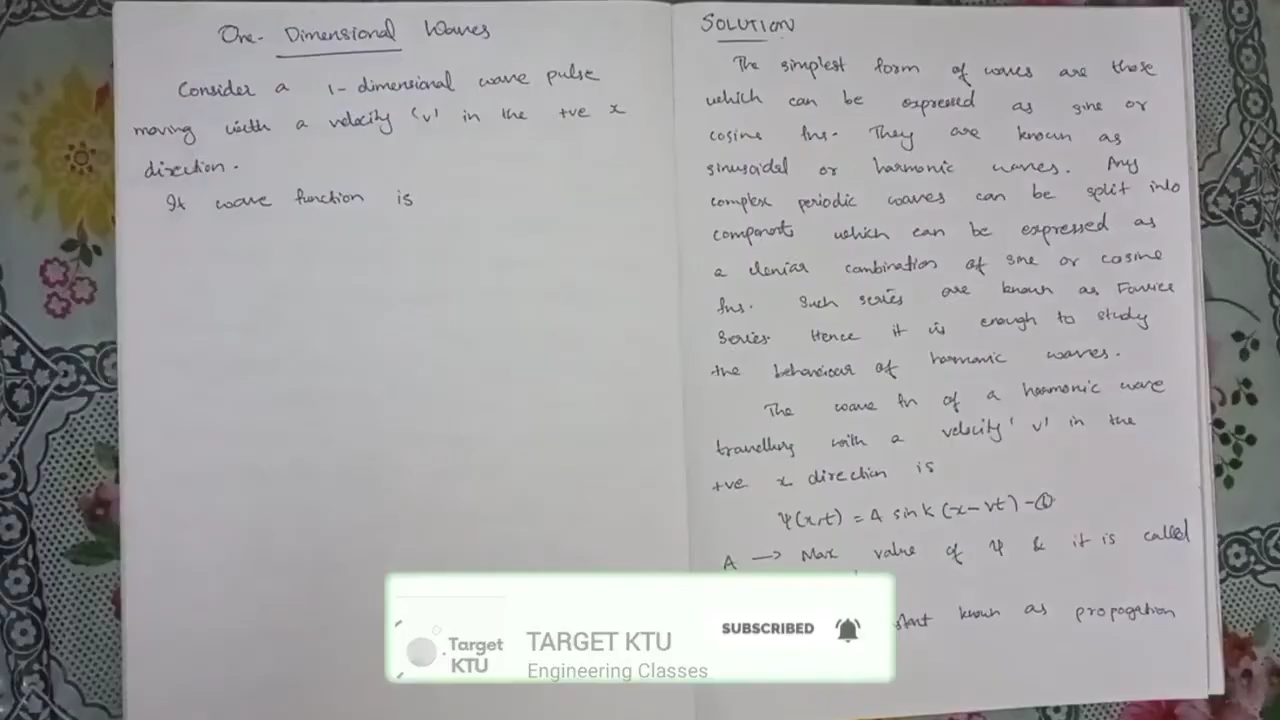 One- Dimensional Waves
Consider a 1-dimensional wave pulse
moving with a velocity 'v' in the +ve x
direction.
It wave function is
SOLUTION
The simplest form of waves are those
which can be expressed as sine or
cosine fns. They are known as
sinusoidal or harmonic waves. Any
complex periodic waves can be split into
components which can be expressed as
a combination of sine or cosine
fns. Such series are known as Fourier
Series. Hence it is enough to study
the behaviour of harmonic waves.
The wave fn of a harmonic wave
travelling with a velocity 'v' in the
+ve x direction is
Ψ(x,t) = A sin k (x-vt) -①
A → Max value of Ψ & it is called
known as propogation
Target
KTU
TARGET KTU
Engineering Classes
SUBSCRIBED